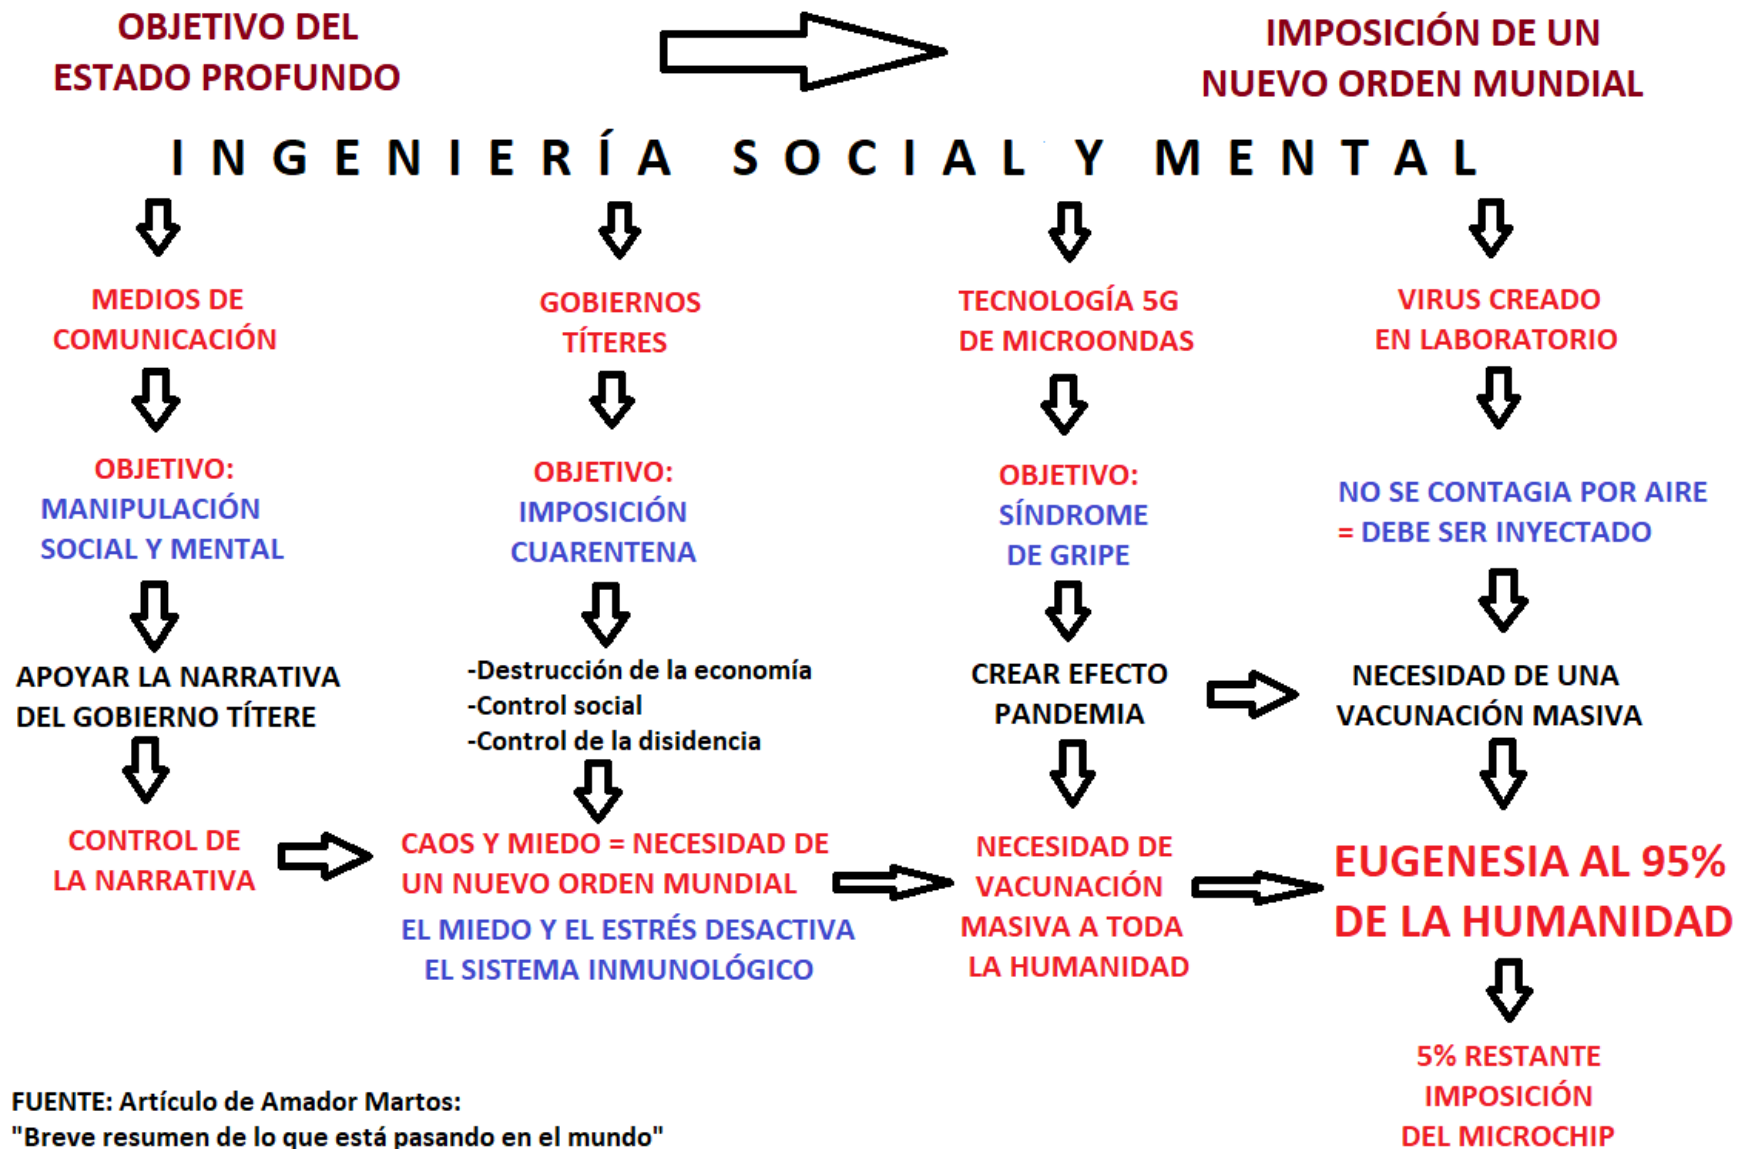 OBJETIVO DEL
ESTADO PROFUNDO
IMPOSICIÓN DE UN
NUEVO ORDEN MUNDIAL
INGENIERÍA SOCIAL Y MENTAL
MEDIOS DE
COMUNICACIÓN
OBJETIVO:
MANIPULACIÓN
SOCIAL Y MENTAL
APOYAR LA NARRATIVA
DEL GOBIERNO TÍTERE
CONTROL DE
LA NARRATIVA
GOBIERNOS
TÍTERES
OBJETIVO:
IMPOSICIÓN
CUARENTENA
-Destrucción de la economía
-Control social
-Control de la disidencia
CAOS Y MIEDO = NECESIDAD DE
UN NUEVO ORDEN MUNDIAL
EL MIEDO Y EL ESTRÉS DESACTIVA
EL SISTEMA INMUNOLÓGICO
TECNOLOGÍA 5G
DE MICROONDAS
OBJETIVO:
SÍNDROME
DE GRIPE
CREAR EFECTO
PANDEMIA
NECESIDAD DE
VACUNACIÓN
MASIVA A TODA
LA HUMANIDAD
VIRUS CREADO
EN LABORATORIO
NO SE CONTAGIA POR AIRE
= DEBE SER INYECTADO
NECESIDAD DE UNA
VACUNACIÓN MASIVA
EUGENESIA AL 95%
DE LA HUMANIDAD
5% RESTANTE
IMPOSICIÓN
DEL MICROCHIP
FUENTE: Artículo de Amador Martos:
"Breve resumen de lo que está pasando en el mundo"